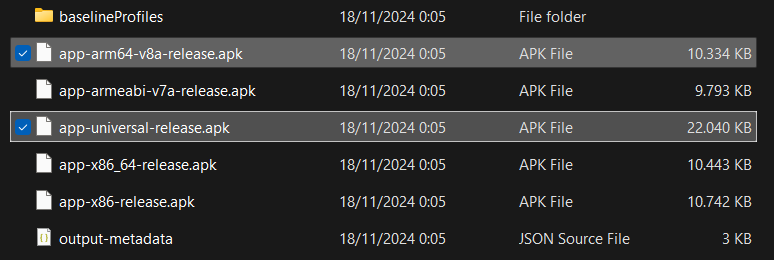 baselineProfiles 18/11/2024 0:05 File folder
app-arm64-v8a-release.apk 18/11/2024 0:05 APK File 10.334 KB
app-armeabi-v7a-release.apk 18/11/2024 0:05 APK File 9.793 KB
app-universal-release.apk 18/11/2024 0:05 APK File 22.040 KB
app-x86_64-release.apk 18/11/2024 0:05 APK File 10.443 KB
app-x86-release.apk 18/11/2024 0:05 APK File 10.742 KB
output-metadata 18/11/2024 0:05 JSON Source File 3 KB